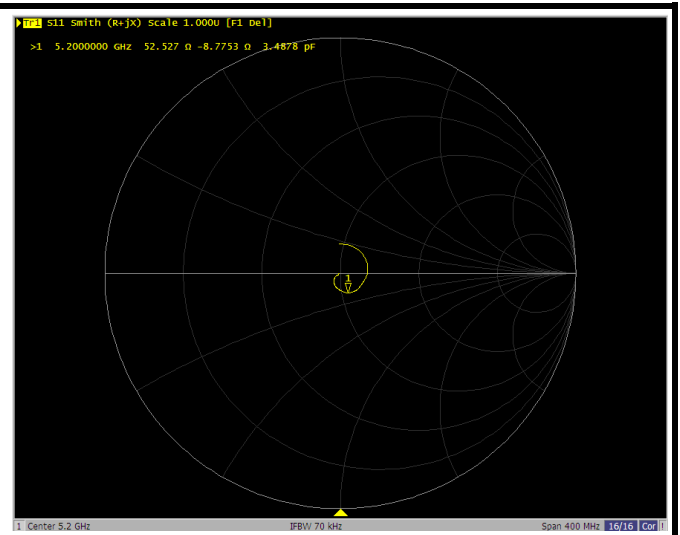 Tr1 S11 Smith (R+jX) Scale 1.000U [F1 Del]
>1 5.2000000 GHz 52.527 Ω -8.7753 Ω 3.4878 pF
1
1 Center 5.2 GHz IFBW 70 kHz Span 400 MHz 16/16 Cor !